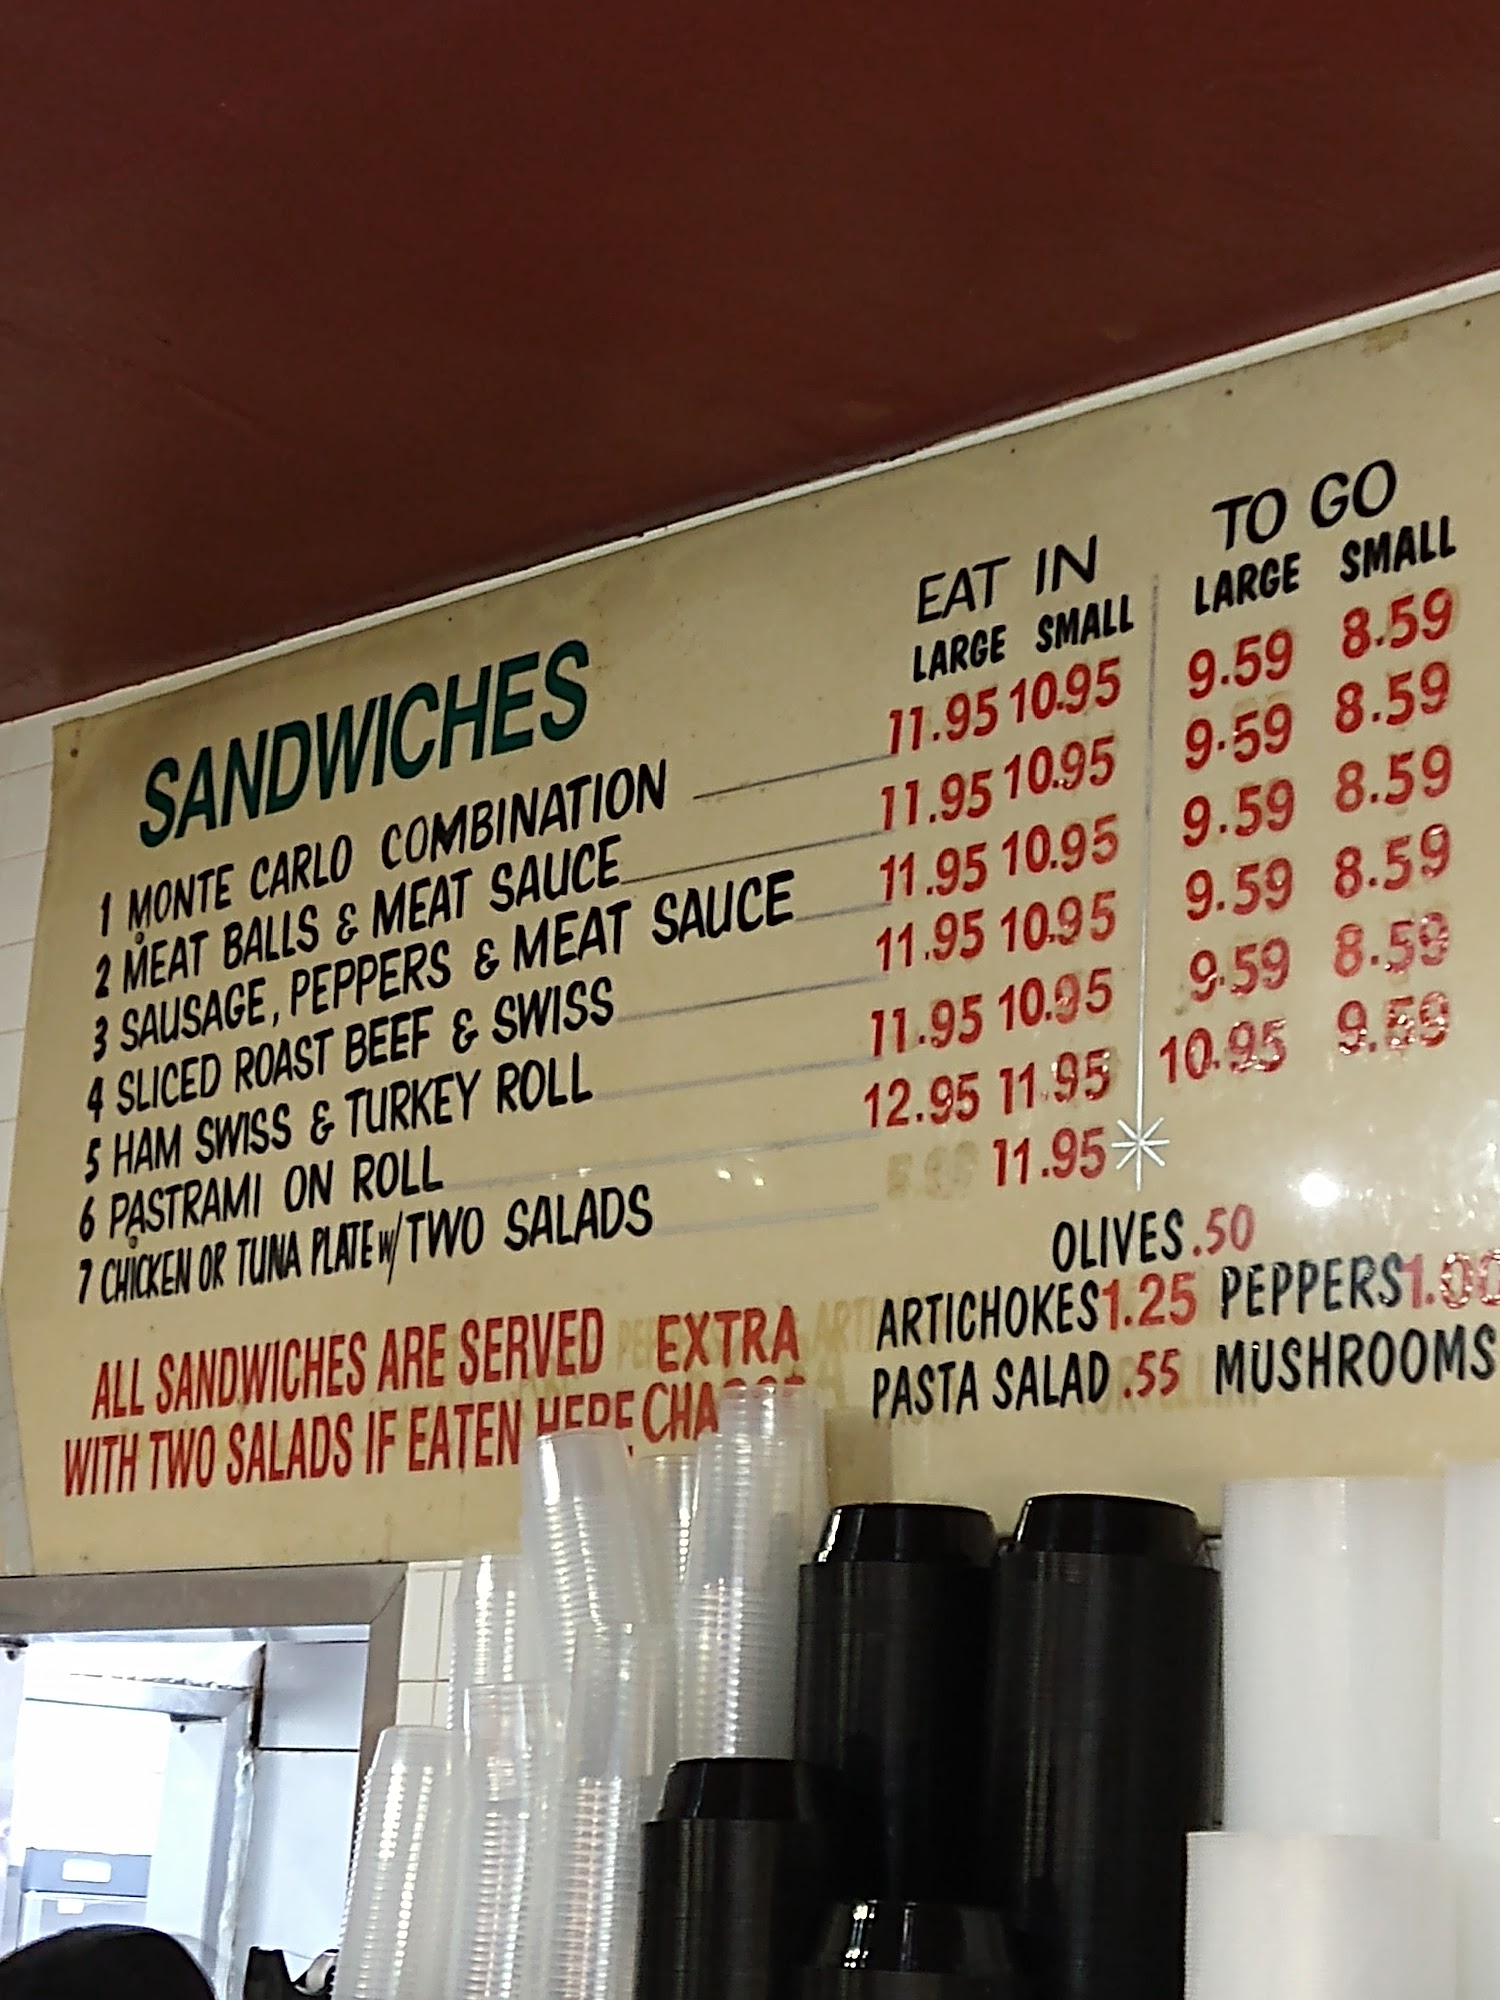 SANDWICHES
EAT IN TO GO
LARGE SMALL LARGE SMALL
1 MONTE CARLO COMBINATION 11.95 10.95 9.59 8.59
2 MEAT BALLS & MEAT SAUCE 11.95 10.95 9.59 8.59
3 SAUSAGE, PEPPERS & MEAT SAUCE 11.95 10.95 9.59 8.59
4 SLICED ROAST BEEF & SWISS 11.95 10.95 9.59 8.59
5 HAM SWISS & TURKEY ROLL 11.95 10.95 9.59 8.59
6 PASTRAMI ON ROLL 12.95 11.95 10.95 9.59
7 CHICKEN OR TUNA PLATE w/ TWO SALADS 11.95
ALL SANDWICHES ARE SERVED
WITH TWO SALADS IF EATEN HERE
EXTRA
OLIVES .50
ARTICHOKES 1.25 PEPPERS 1.00
PASTA SALAD .55 MUSHROOMS